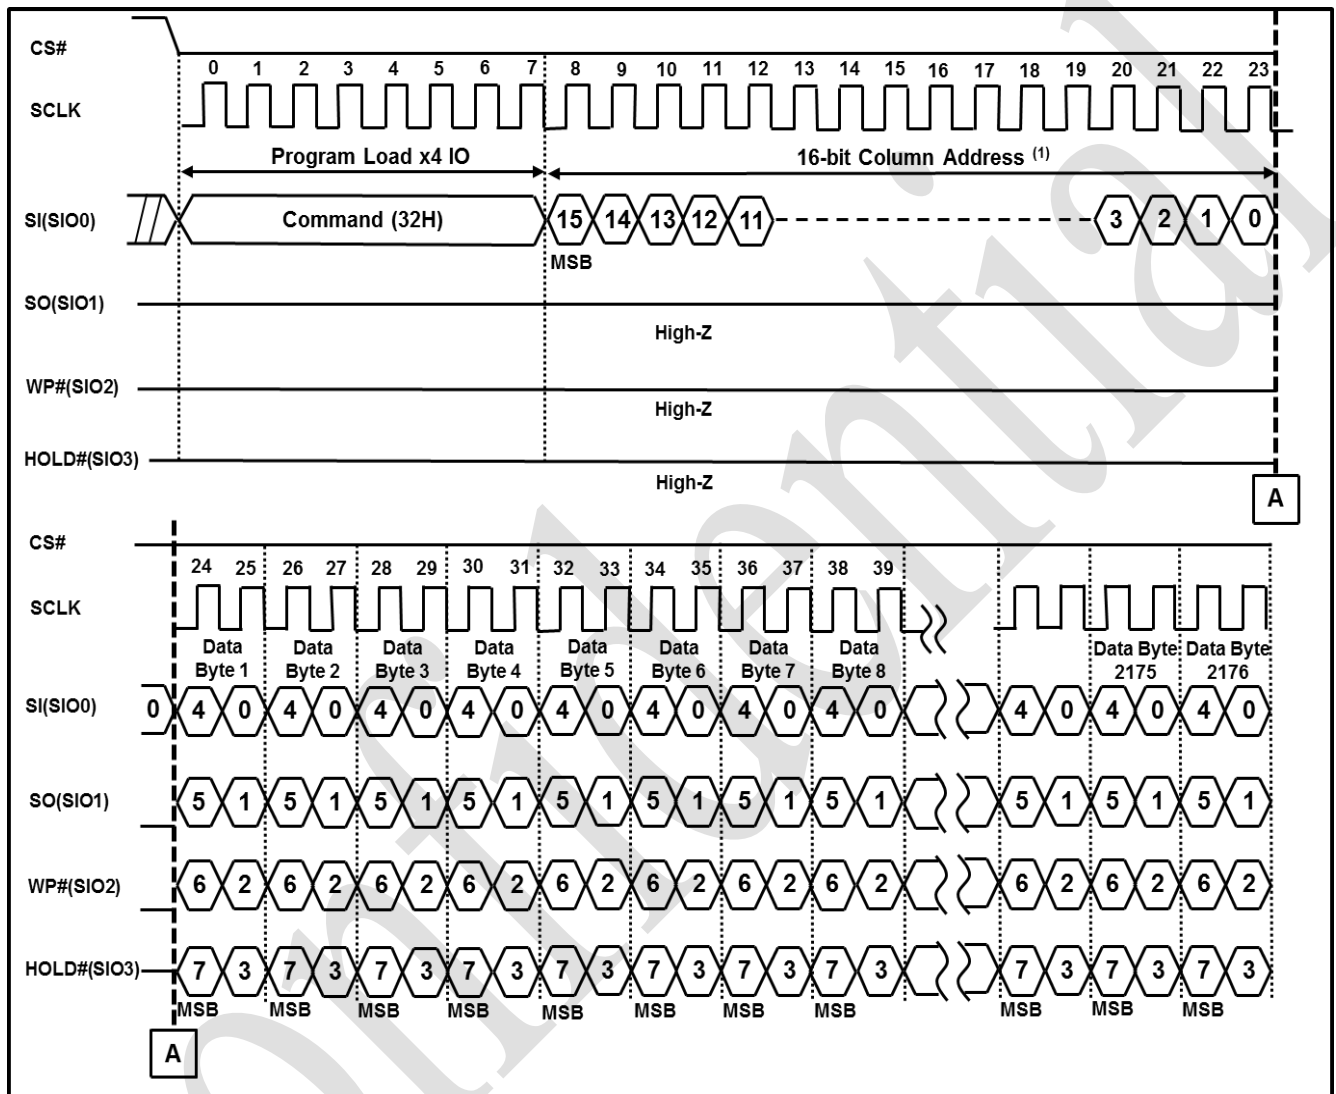 CS#
0 1 2 3 4 5 6 7 8 9 10 11 12 13 14 15 16 17 18 19 20 21 22 23
SCLK
Program Load x4 IO 16-bit Column Address (1)
SI(SIO0) Command (32H) 15 14 13 12 11 3 2 1 0
MSB
SO(SIO1)
High-Z
WP#(SIO2)
High-Z
HOLD#(SIO3)
High-Z
A
CS#
24 25 26 27 28 29 30 31 32 33 34 35 36 37 38 39
SCLK
Data Data Data Data Data Data Data Data Data Byte Data Byte
Byte 1 Byte 2 Byte 3 Byte 4 Byte 5 Byte 6 Byte 7 Byte 8 2175 2176
SI(SIO0) 0 4 0 4 0 4 0 4 0 4 0 4 0 4 0 4 0 4 0 4 0 4 0
SO(SIO1) 5 1 5 1 5 1 5 1 5 1 5 1 5 1 5 1 5 1 5 1 5 1
WP#(SIO2) 6 2 6 2 6 2 6 2 6 2 6 2 6 2 6 2 6 2 6 2 6 2
HOLD#(SIO3) 7 3 7 3 7 3 7 3 7 3 7 3 7 3 7 3 7 3 7 3 7 3
MSB MSB MSB MSB MSB MSB MSB MSB MSB MSB MSB
A
onfidential